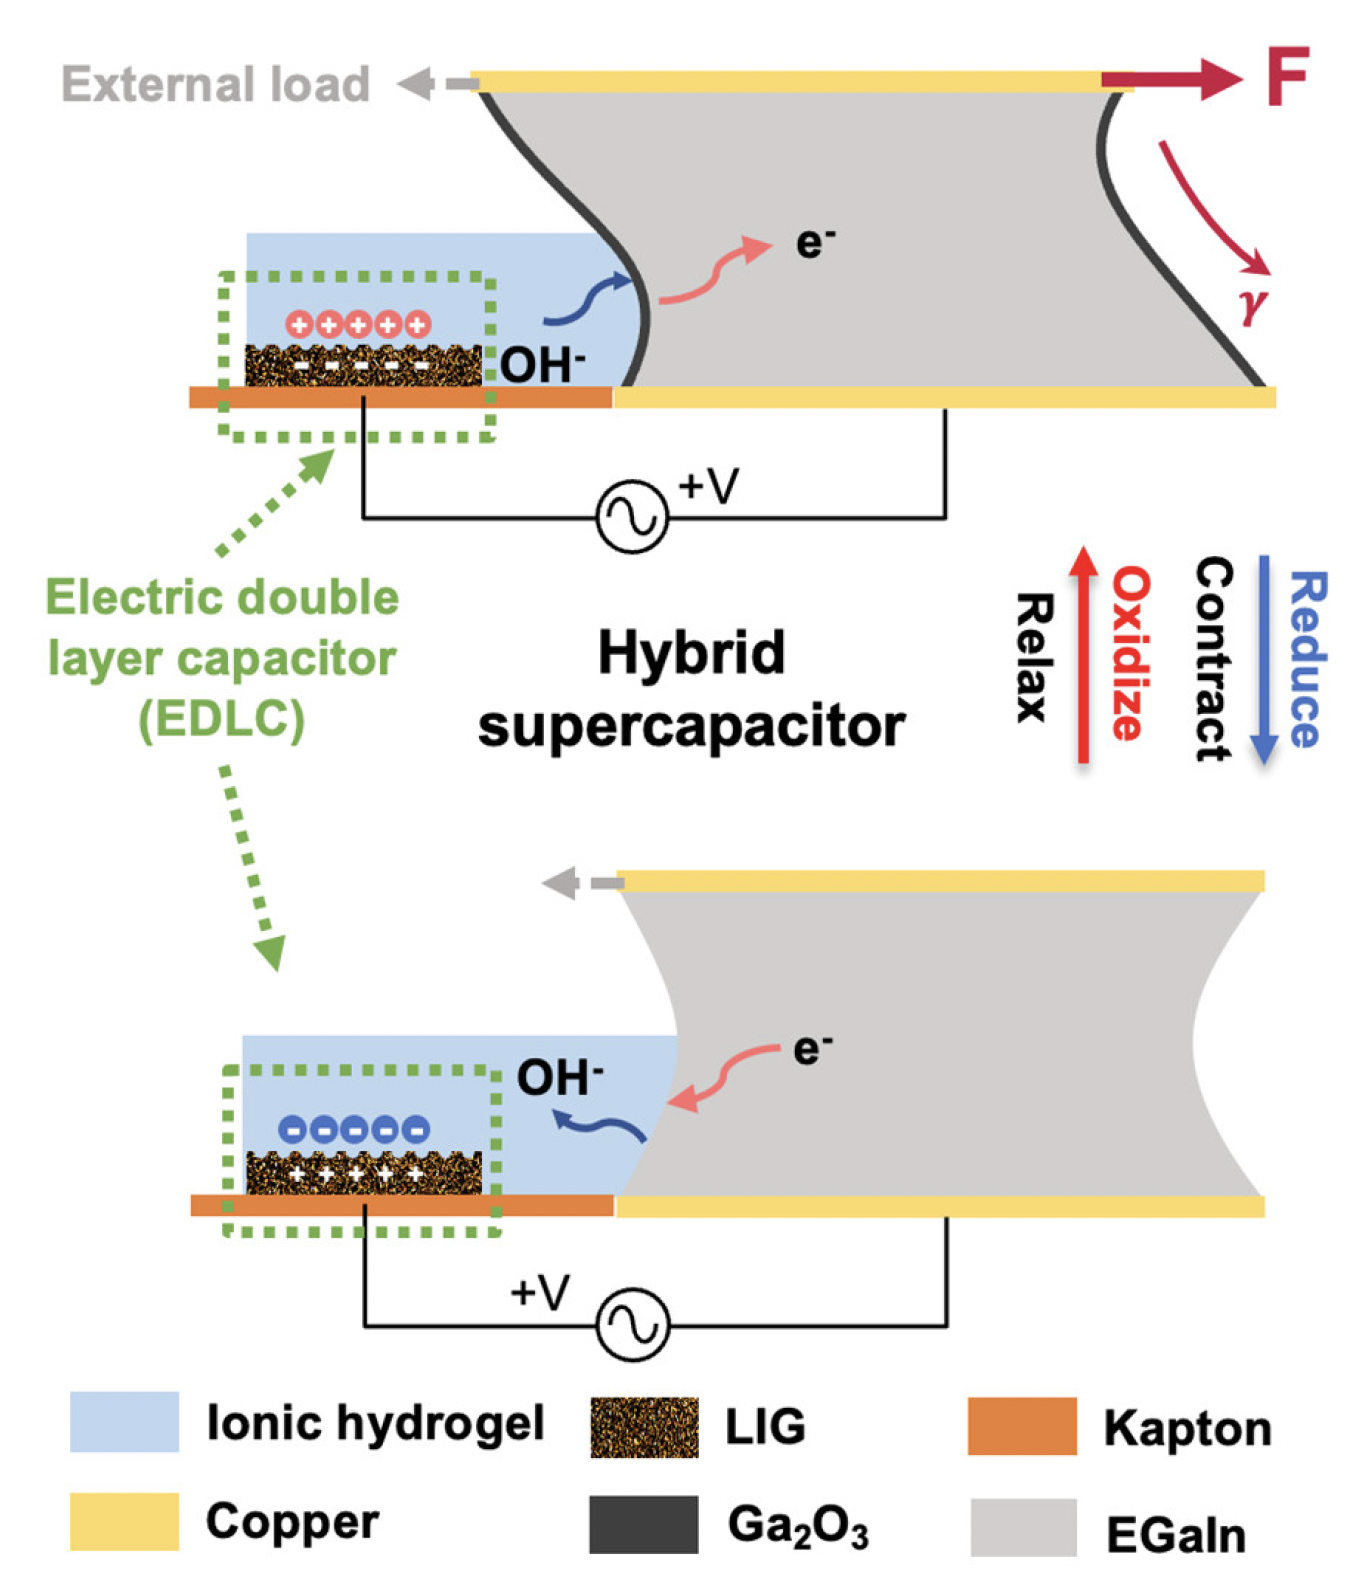 External load
F
e⁻
γ
OH⁻
+V
Electric double
layer capacitor
(EDLC)
Hybrid
supercapacitor
Relax
Oxidize
Contract
Reduce
e⁻
OH⁻
+V
Ionic hydrogel
LIG
Kapton
Copper
Ga₂O₃
EGaIn